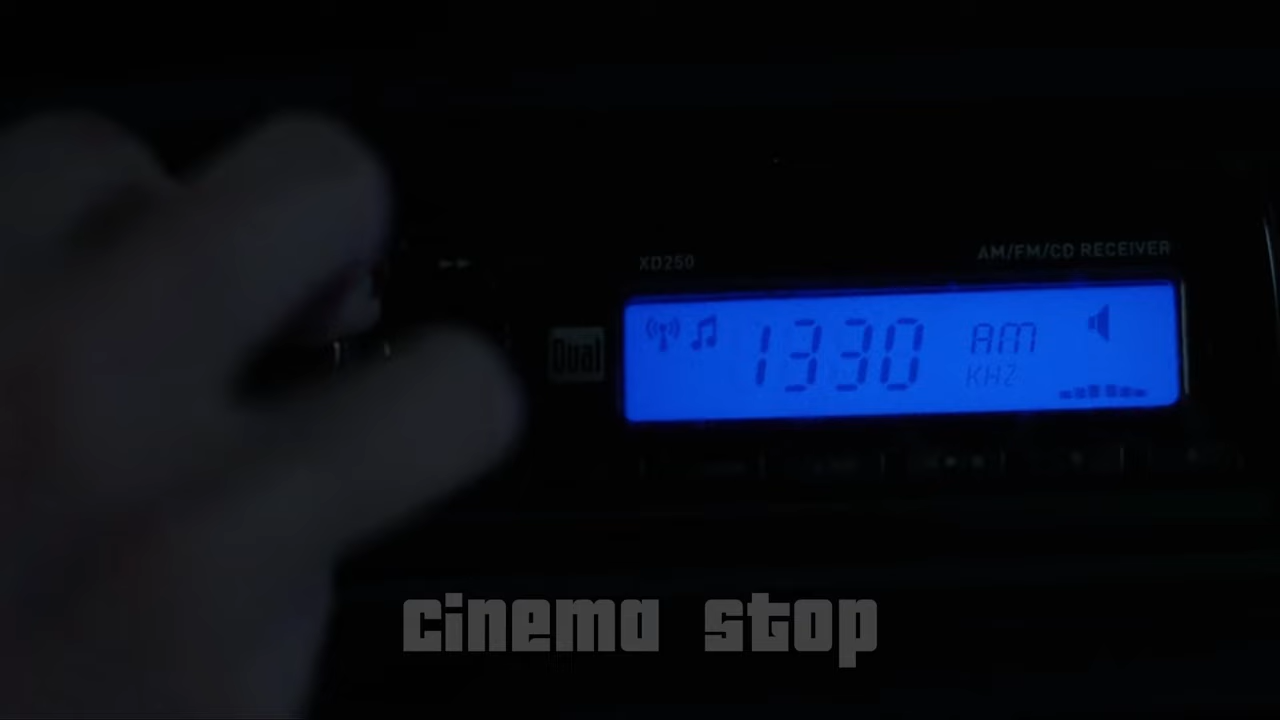 XD250
AM/FM/CD RECEIVER
Dual
1330 AM
KHZ
cinema stop